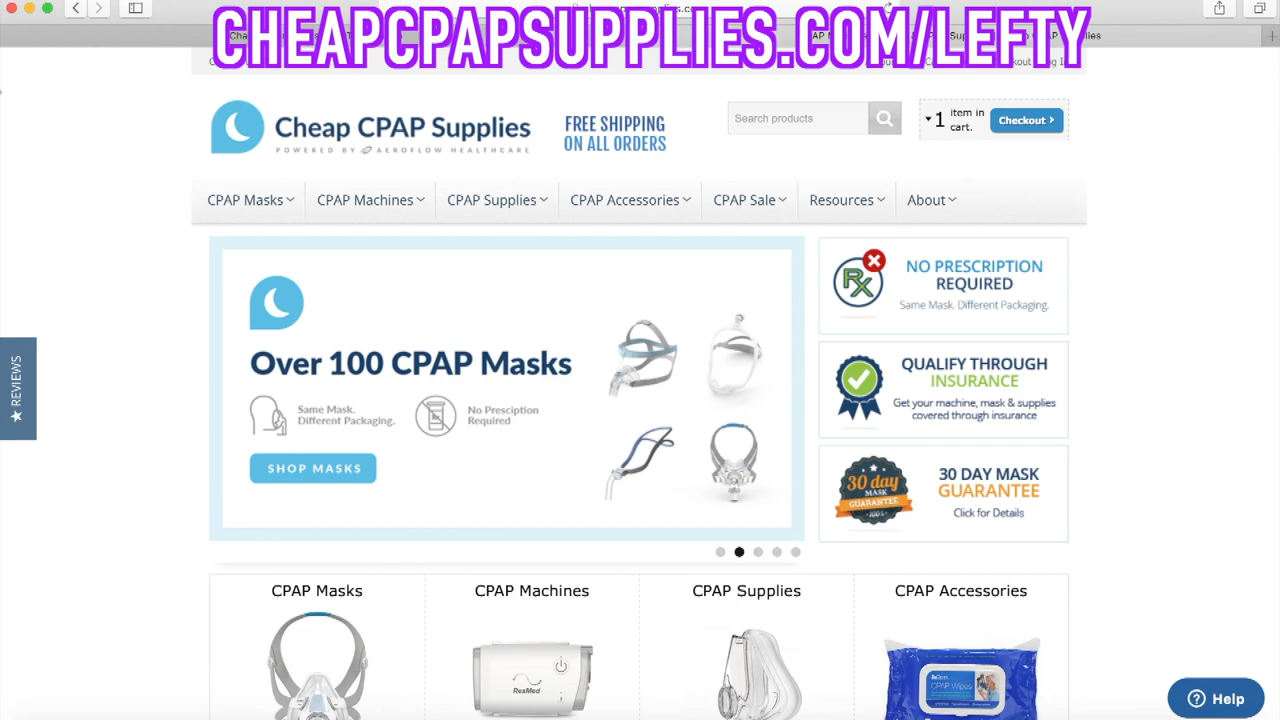 CHEAPCPAPSUPPLIES.COM/LEFTY
Cheap CPAP Supplies
POWERED BY AEROFLOW HEALTHCARE
FREE SHIPPING
ON ALL ORDERS
Search products
1 item in cart.
Checkout
CPAP Masks CPAP Machines CPAP Supplies CPAP Accessories CPAP Sale Resources About
Over 100 CPAP Masks
Same Mask.
Different Packaging.
No Presciption
Required
SHOP MASKS
NO PRESCRIPTION
REQUIRED
Same Mask. Different Packaging.
QUALIFY THROUGH
INSURANCE
Get your machine, mask & supplies
covered through insurance
30 day
MASK
GUARANTEE
100%
30 DAY MASK
GUARANTEE
Click for Details
★ REVIEWS
CPAP Masks
CPAP Machines
CPAP Supplies
CPAP Accessories
ResMed
CPAP Wipes
Help